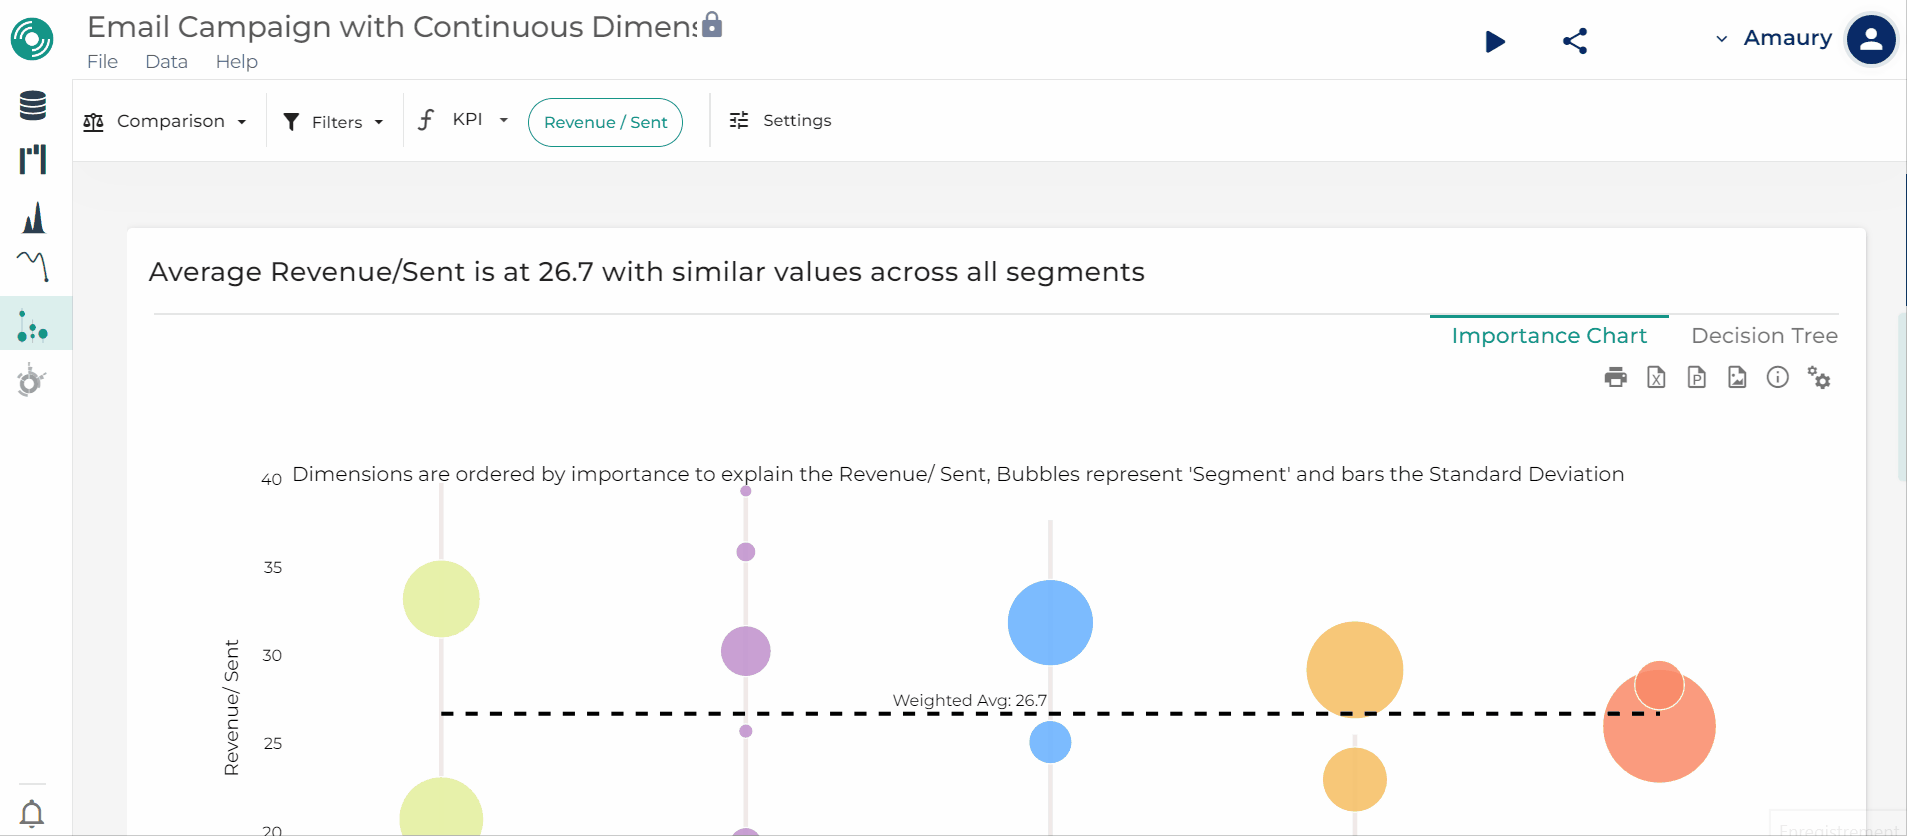 Email Campaign with Continuous Dimens
File Data Help
Amaury
Comparison
Filters
KPI
Revenue / Sent
Settings
Average Revenue/Sent is at 26.7 with similar values across all segments
Importance Chart
Decision Tree
Dimensions are ordered by importance to explain the Revenue/ Sent, Bubbles represent 'Segment' and bars the Standard Deviation
40
35
30
25
20
Revenue/ Sent
Weighted Avg: 26.7
Enregistrement